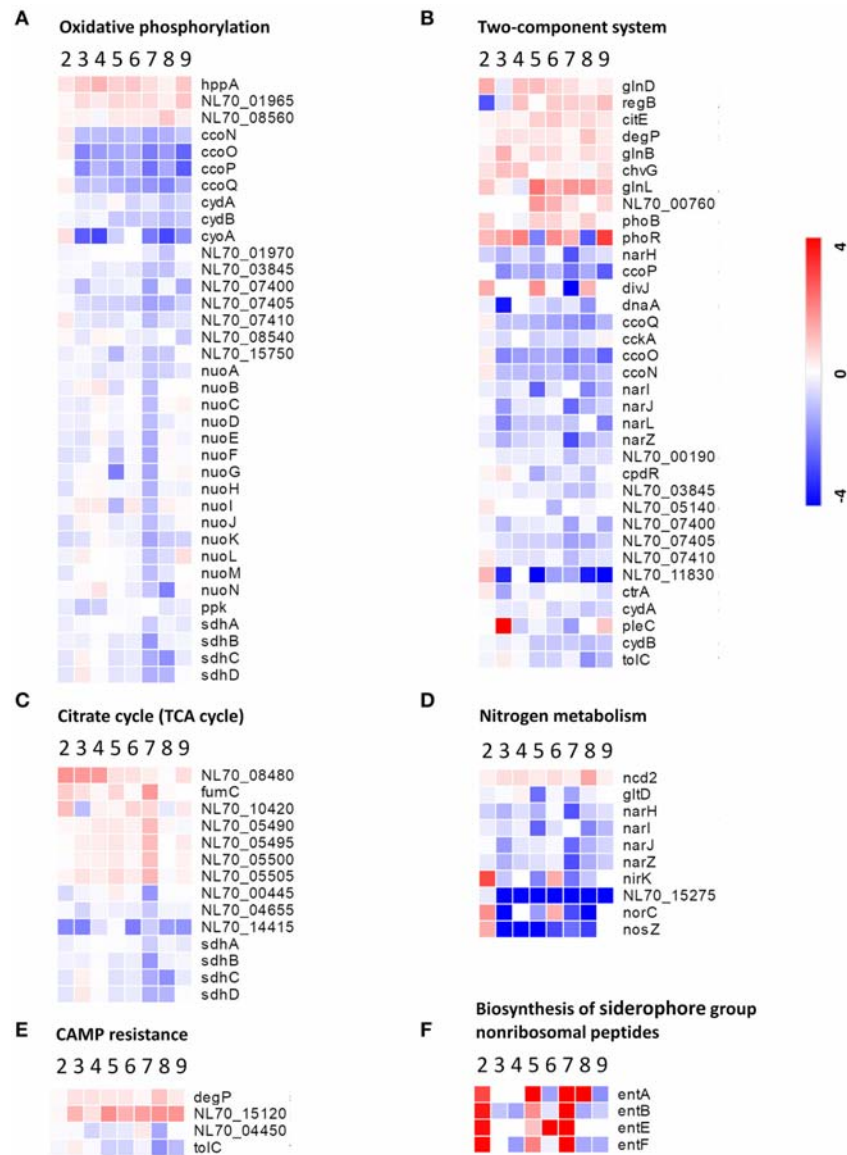 A
Oxidative phosphorylation
2 3 4 5 6 7 8 9
hppA
NL70_01965
NL70_08560
ccoN
ccoO
ccoP
ccoQ
cydA
cydB
cyoA
NL70_01970
NL70_03845
NL70_07400
NL70_07405
NL70_07410
NL70_08540
NL70_15750
nuoA
nuoB
nuoC
nuoD
nuoE
nuoF
nuoG
nuoH
nuoI
nuoJ
nuoK
nuoL
nuoM
nuoN
ppk
sdhA
sdhB
sdhC
sdhD
B
Two-component system
2 3 4 5 6 7 8 9
glnD
regB
citE
degP
glnB
chvG
glnL
NL70_00760
phoB
phoR
narH
ccoP
divJ
dnaA
ccoQ
cckA
ccoO
ccoN
narI
narJ
narL
narZ
NL70_00190
cpdR
NL70_03845
NL70_05140
NL70_07400
NL70_07405
NL70_07410
NL70_11830
ctrA
cydA
pleC
cydB
tolC
4
0
-4
C
Citrate cycle (TCA cycle)
2 3 4 5 6 7 8 9
NL70_08480
fumC
NL70_10420
NL70_05490
NL70_05495
NL70_05500
NL70_05505
NL70_00445
NL70_04655
NL70_14415
sdhA
sdhB
sdhC
sdhD
D
Nitrogen metabolism
2 3 4 5 6 7 8 9
ncd2
gltD
narH
narI
narJ
narZ
nirK
NL70_15275
norC
nosZ
E
CAMP resistance
2 3 4 5 6 7 8 9
degP
NL70_15120
NL70_04450
tolC
F
Biosynthesis of siderophore group
nonribosomal peptides
2 3 4 5 6 7 8 9
entA
entB
entE
entF